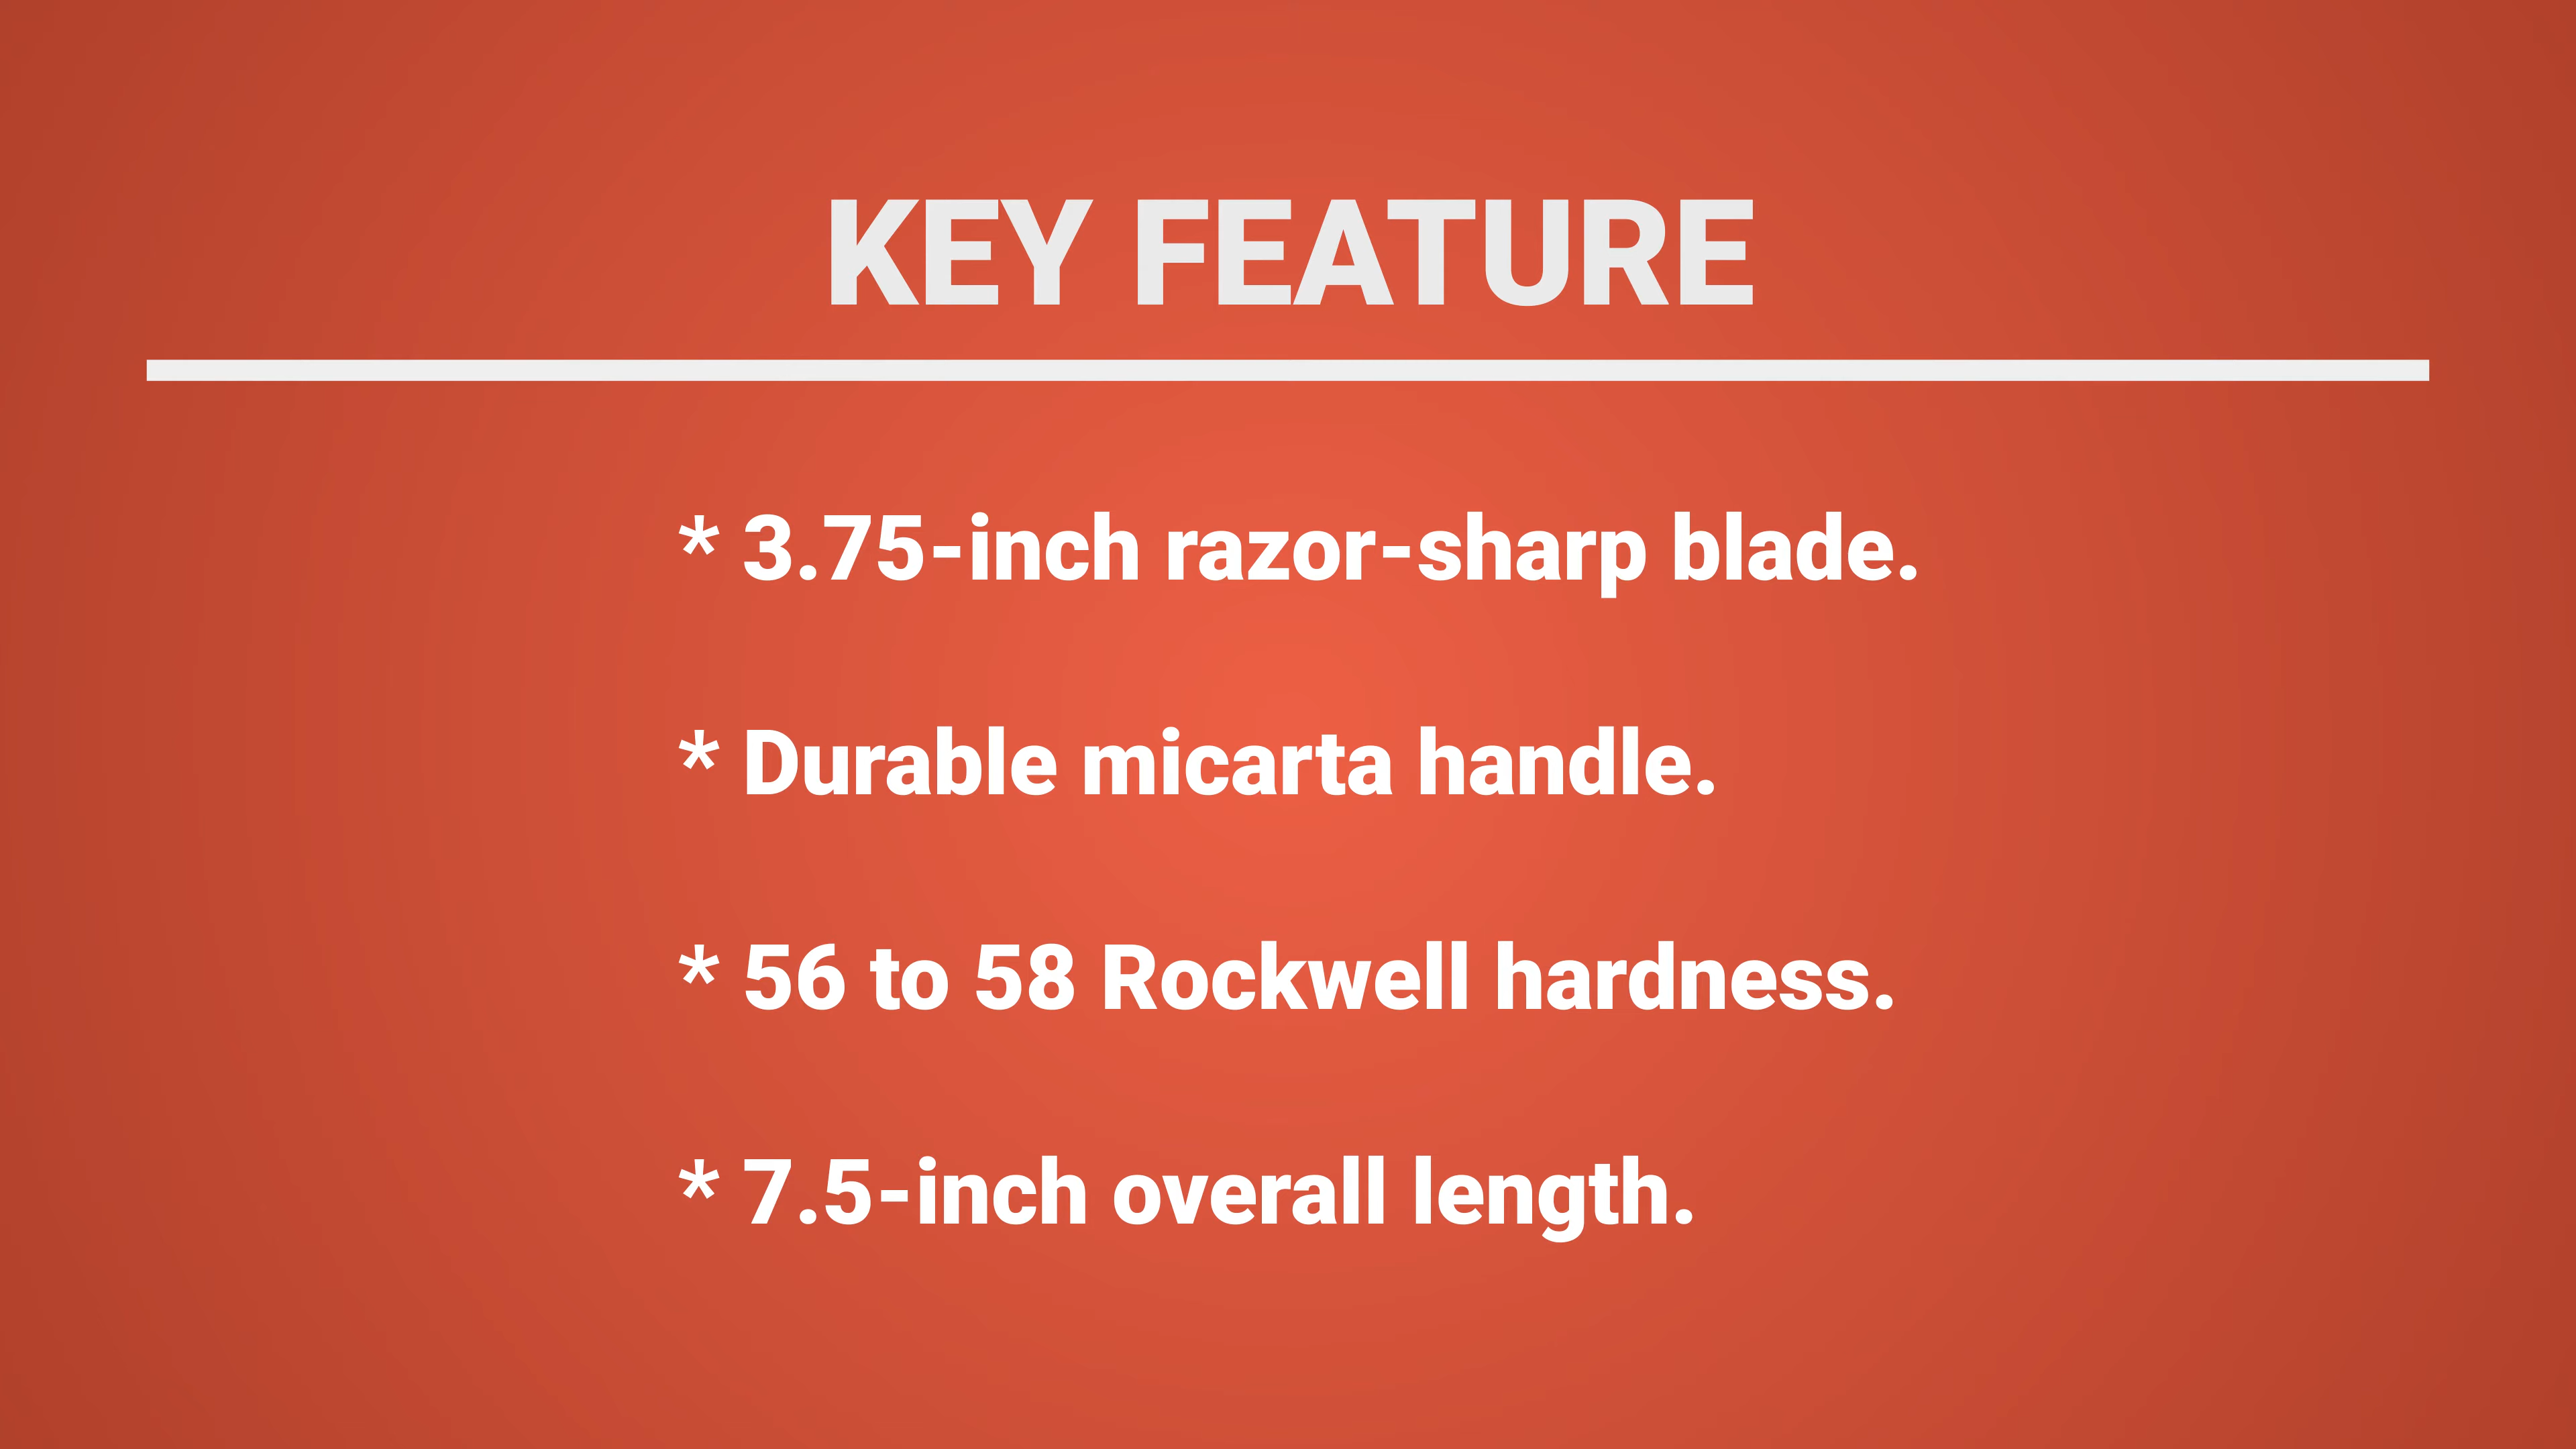 KEY FEATURE
* 3.75-inch razor-sharp blade.
* Durable micarta handle.
* 56 to 58 Rockwell hardness.
* 7.5-inch overall length.